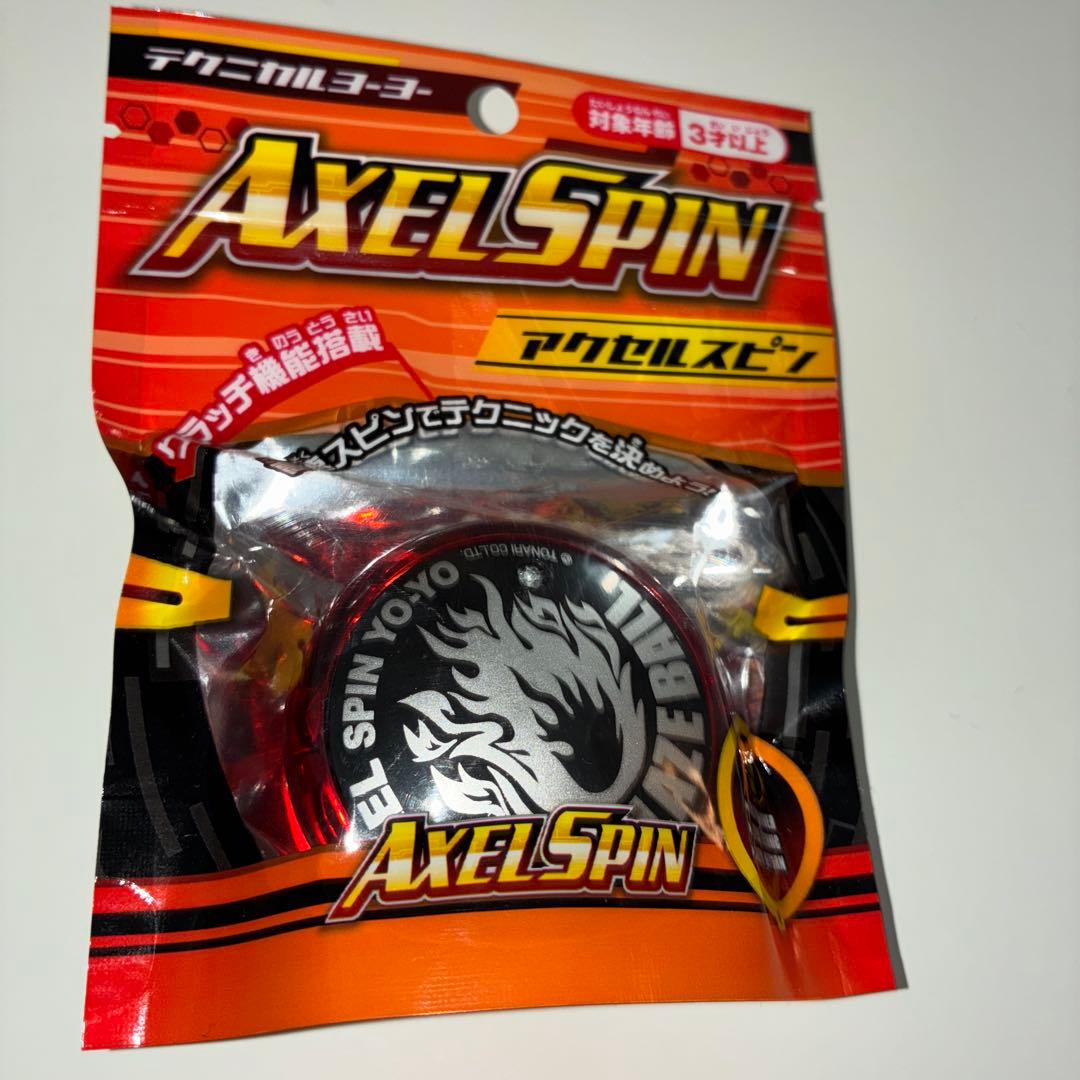 テクニカルヨーヨー
たいしょうねんれい
対象年齢
さい い じょう
3才以上
AXELSPIN
アクセルスピン
き のう とう さい
クラッチ機能搭載
スピンでテクニックを決めよう!
© TONARI CO.LTD.
EL SPIN YO-YO
AZE BALL
AXELSPIN